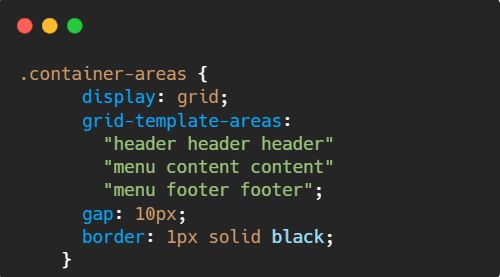 .container-areas {
display: grid;
grid-template-areas:
"header header header"
"menu content content"
"menu footer footer";
gap: 10px;
border: 1px solid black;
}